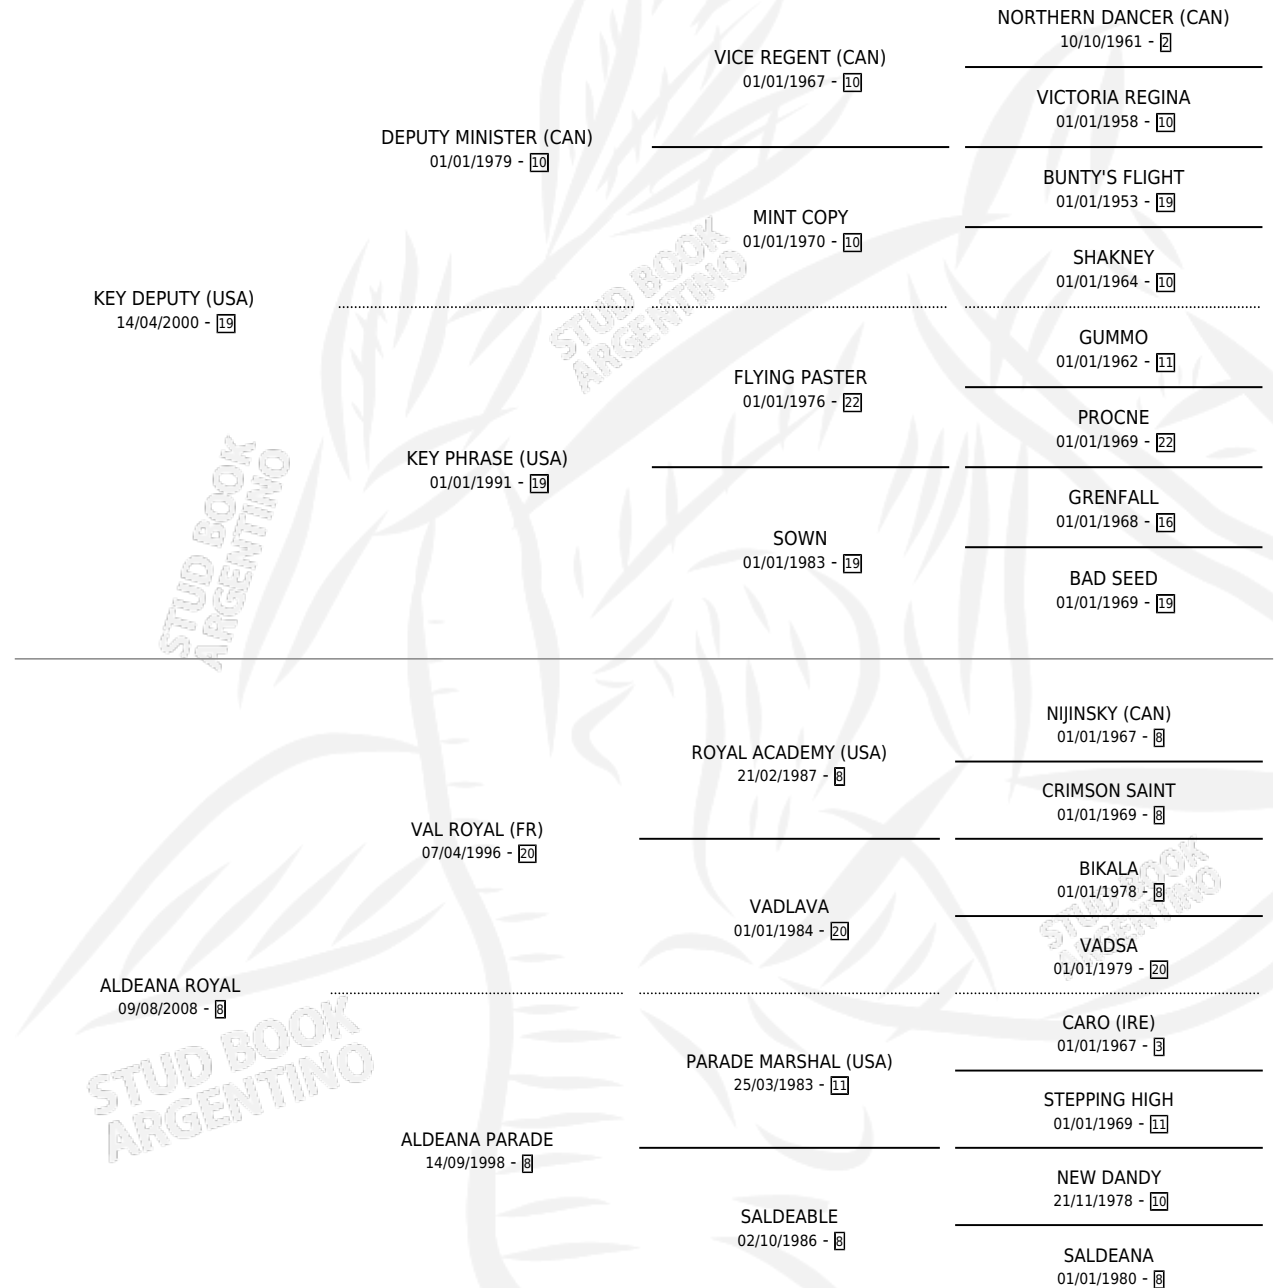 NORTHERN DANCER (CAN)
10/10/1961 - 2
VICE REGENT (CAN)
01/01/1967 - 10
VICTORIA REGINA
01/01/1958 - 10
DEPUTY MINISTER (CAN)
01/01/1979 - 10
BUNTY'S FLIGHT
01/01/1953 - 19
MINT COPY
01/01/1970 - 10
SHAKNEY
01/01/1964 - 10
KEY DEPUTY (USA)
14/04/2000 - 19
STUD BOOK
ARGENTINO
GUMMO
01/01/1962 - 11
FLYING PASTER
01/01/1976 - 22
PROCNE
01/01/1969 - 22
KEY PHRASE (USA)
01/01/1991 - 19
GRENFALL
01/01/1968 - 16
SOWN
01/01/1983 - 19
BAD SEED
01/01/1969 - 19
STUD BOOK
ARGENTINO
NIJINSKY (CAN)
01/01/1967 - 8
ROYAL ACADEMY (USA)
21/02/1987 - 8
CRIMSON SAINT
01/01/1969 - 8
VAL ROYAL (FR)
07/04/1996 - 20
BIKALA
01/01/1978 - 8
VADLAVA
01/01/1984 - 20
VADSA
01/01/1979 - 20
STUD BOOK
ARGENTINO
ALDEANA ROYAL
09/08/2008 - 8
CARO (IRE)
01/01/1967 - 3
PARADE MARSHAL (USA)
25/03/1983 - 11
STEPPING HIGH
01/01/1969 - 11
STUD BOOK
ARGENTINO
ALDEANA PARADE
14/09/1998 - 8
NEW DANDY
21/11/1978 - 10
SALDEABLE
02/10/1986 - 8
SALDEANA
01/01/1980 - 8